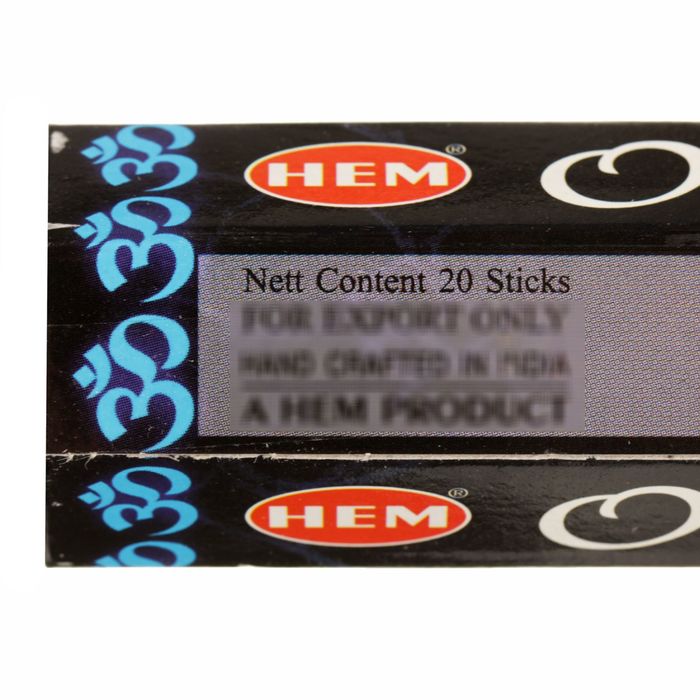 HEM®
Nett Content 20 Sticks
FOR EXPORT ONLY
HAND CRAFTED IN INDIA
A HEM PRODUCT
HEM®